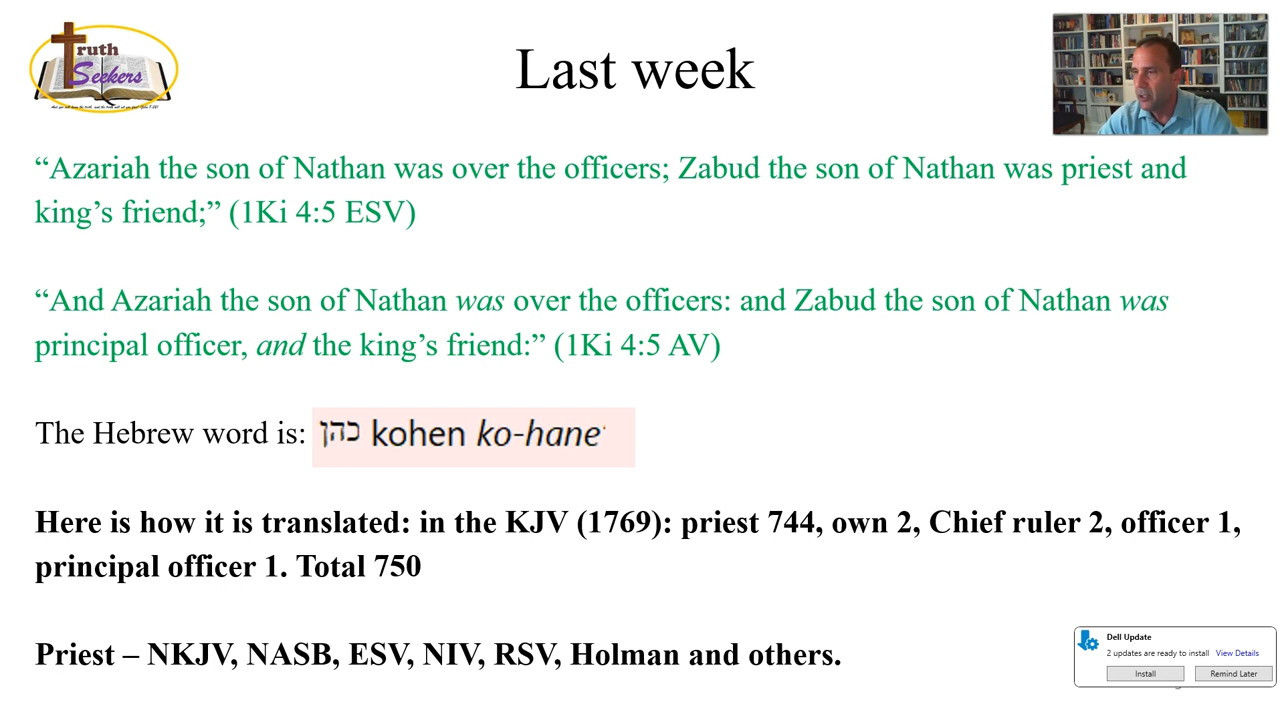 Truth
Seekers
Last week
“Azariah the son of Nathan was over the officers; Zabud the son of Nathan was priest and
king’s friend;” (1Ki 4:5 ESV)
“And Azariah the son of Nathan was over the officers: and Zabud the son of Nathan was
principal officer, and the king’s friend:” (1Ki 4:5 AV)
The Hebrew word is: כהן kohen ko-hane'
Here is how it is translated: in the KJV (1769): priest 744, own 2, Chief ruler 2, officer 1,
principal officer 1. Total 750
Priest – NKJV, NASB, ESV, NIV, RSV, Holman and others.
Dell Update
2 updates are ready to install View Details
Install Remind Later